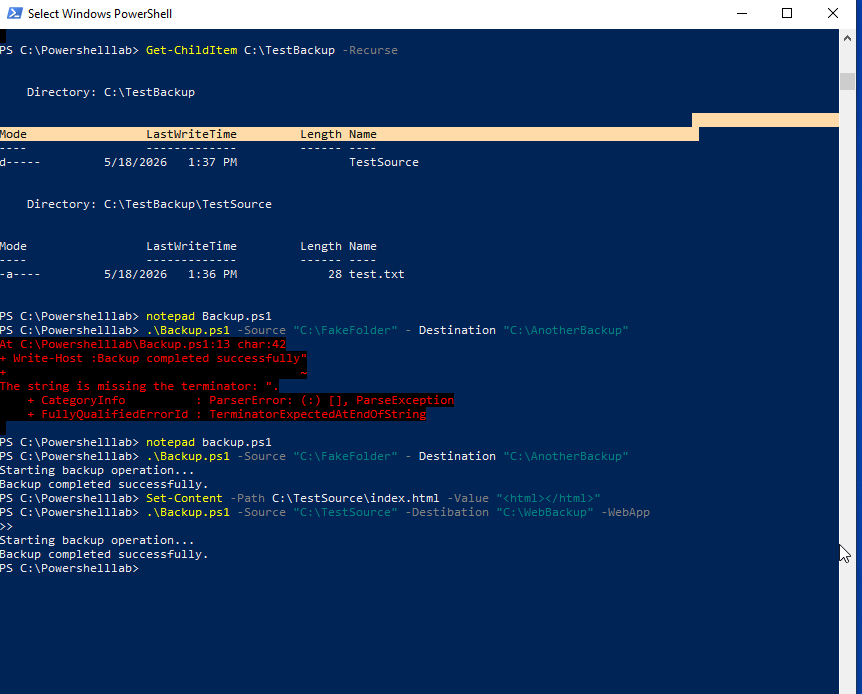 Select Windows PowerShell
PS C:\Powershelllab> Get-ChildItem C:\TestBackup -Recurse
Directory: C:\TestBackup
Mode                 LastWriteTime         Length Name
----                 -------------         ------ ----
d-----         5/18/2026   1:37 PM                TestSource
Directory: C:\TestBackup\TestSource
Mode                 LastWriteTime         Length Name
----                 -------------         ------ ----
-a----         5/18/2026   1:36 PM             28 test.txt
PS C:\Powershelllab> notepad Backup.ps1
PS C:\Powershelllab> .\Backup.ps1 -Source "C:\FakeFolder" - Destination "C:\AnotherBackup"
At C:\Powershelllab\Backup.ps1:13 char:42
+ Write-Host :Backup completed successfully"
+                                          ~
The string is missing the terminator: ".
    + CategoryInfo          : ParserError: (:) [], ParseException
    + FullyQualifiedErrorId : TerminatorExpectedAtEndOfString
PS C:\Powershelllab> notepad backup.ps1
PS C:\Powershelllab> .\Backup.ps1 -Source "C:\FakeFolder" - Destination "C:\AnotherBackup"
Starting backup operation...
Backup completed successfully.
PS C:\Powershelllab> Set-Content -Path C:\TestSource\index.html -Value "<html></html>"
PS C:\Powershelllab> .\Backup.ps1 -Source "C:\TestSource" -Destibation "C:\WebBackup" -WebApp
>>
Starting backup operation...
Backup completed successfully.
PS C:\Powershelllab>